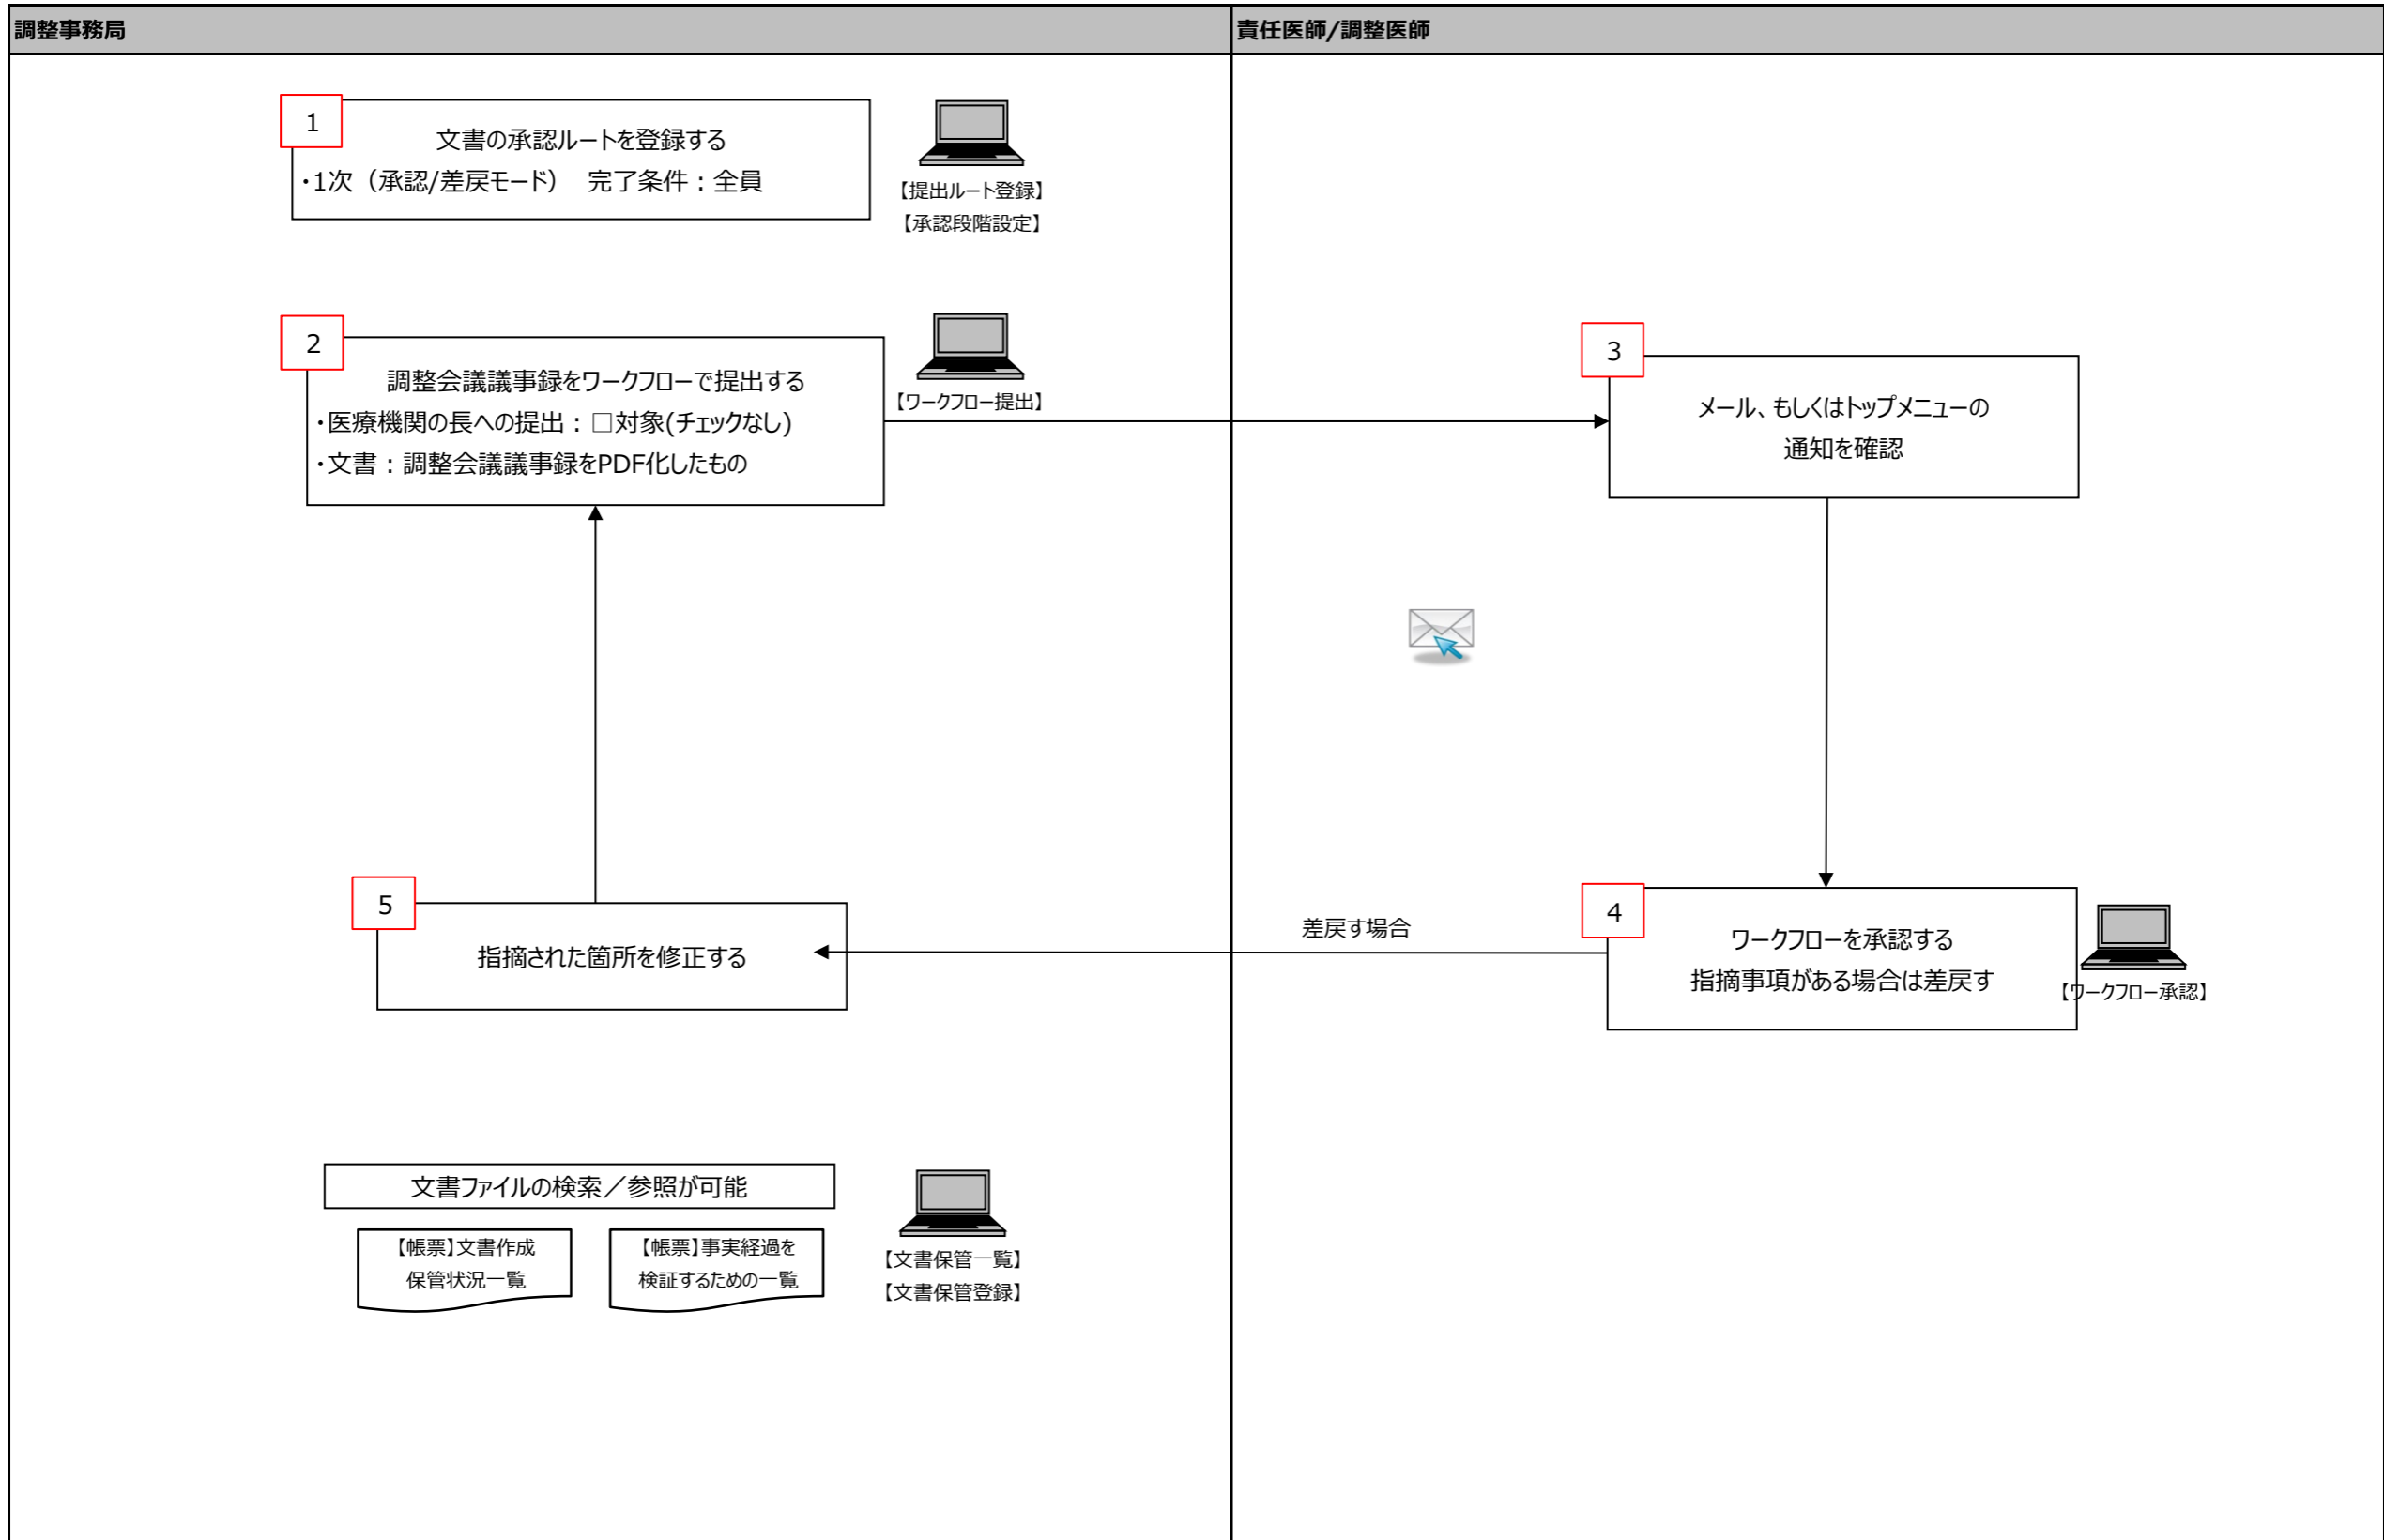 調整事務局
責任医師/調整医師
1
文書の承認ルートを登録する
・1次（承認/差戻モード）　完了条件：全員
【提出ルート登録】
【承認段階設定】
2
調整会議議事録をワークフローで提出する
・医療機関の長への提出：□対象(チェックなし)
・文書：調整会議議事録をPDF化したもの
【ワークフロー提出】
3
メール、もしくはトップメニューの
通知を確認
4
ワークフローを承認する
指摘事項がある場合は差戻す
【ワークフロー承認】
差戻す場合
5
指摘された箇所を修正する
文書ファイルの検索／参照が可能
【帳票】文書作成
保管状況一覧
【帳票】事実経過を
検証するための一覧
【文書保管一覧】
【文書保管登録】